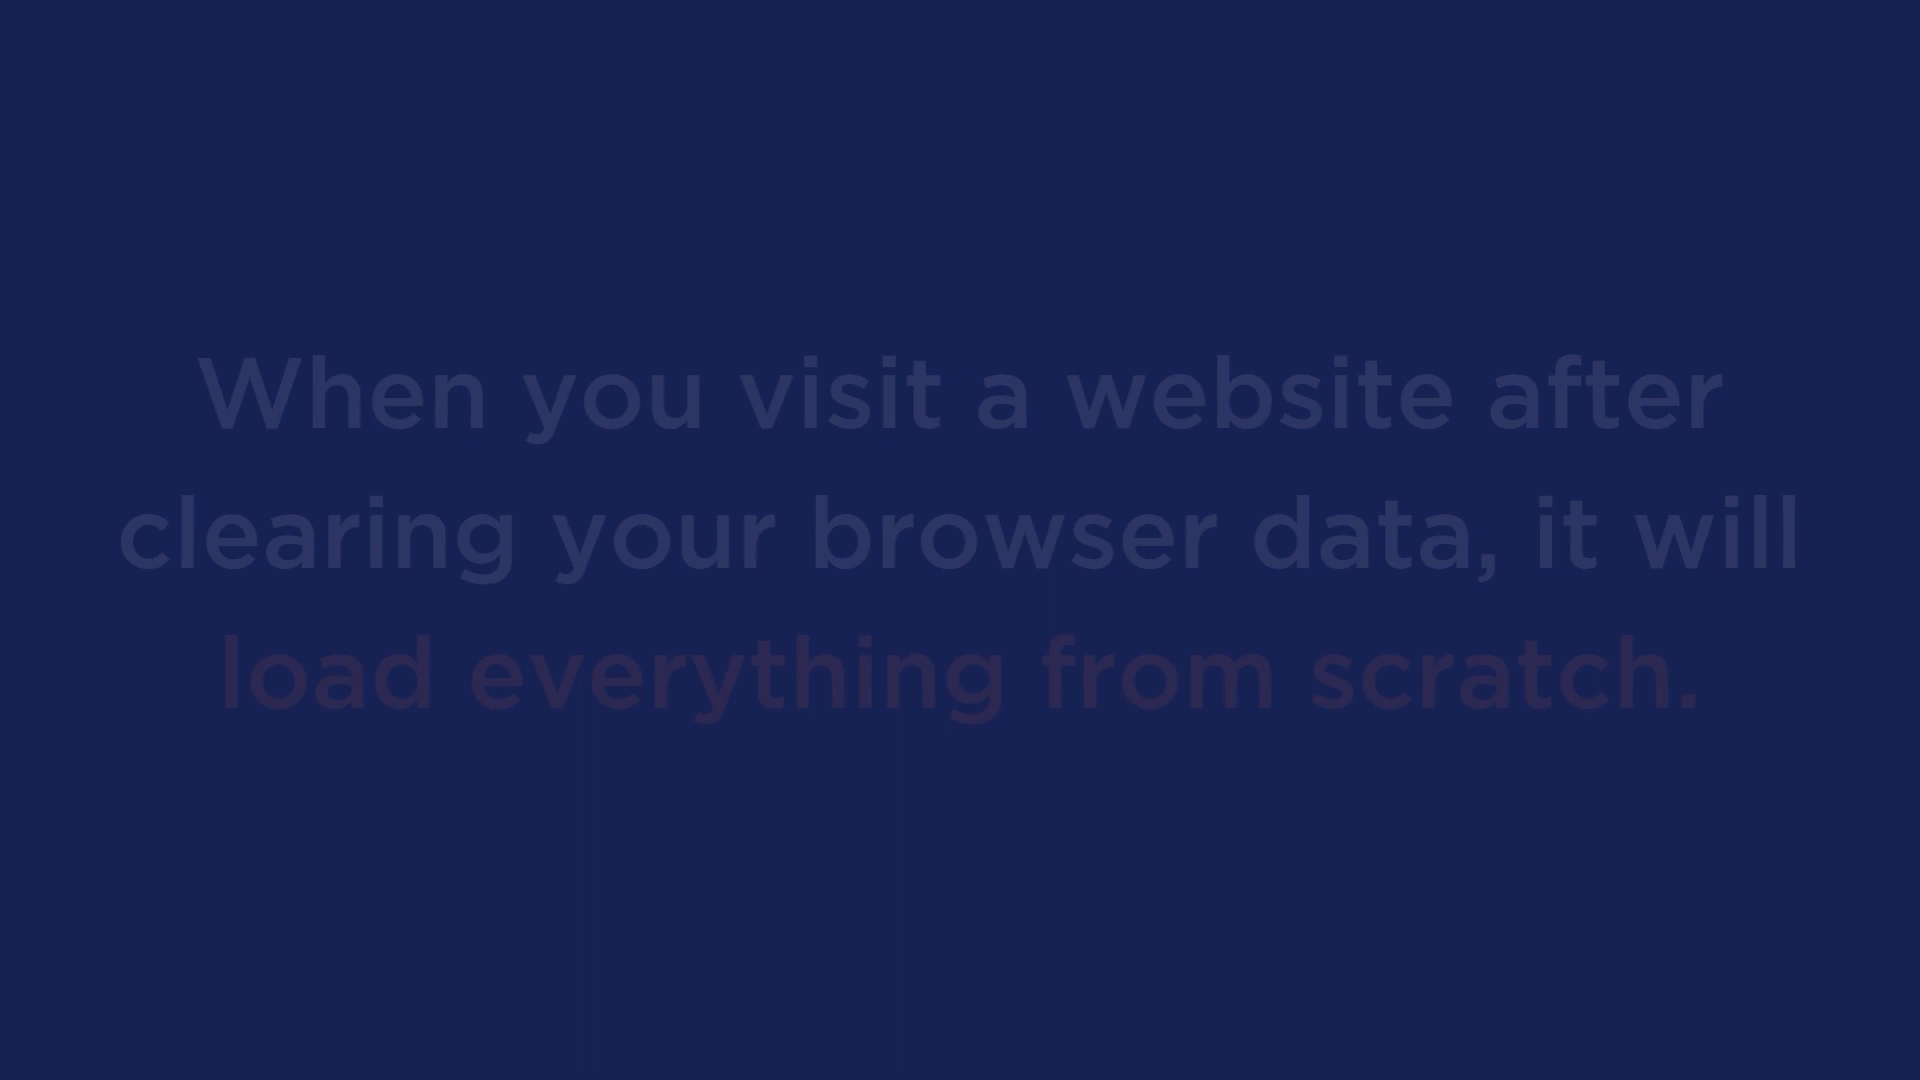 When you visit a website after
clearing your browser data, it will
load everything from scratch.